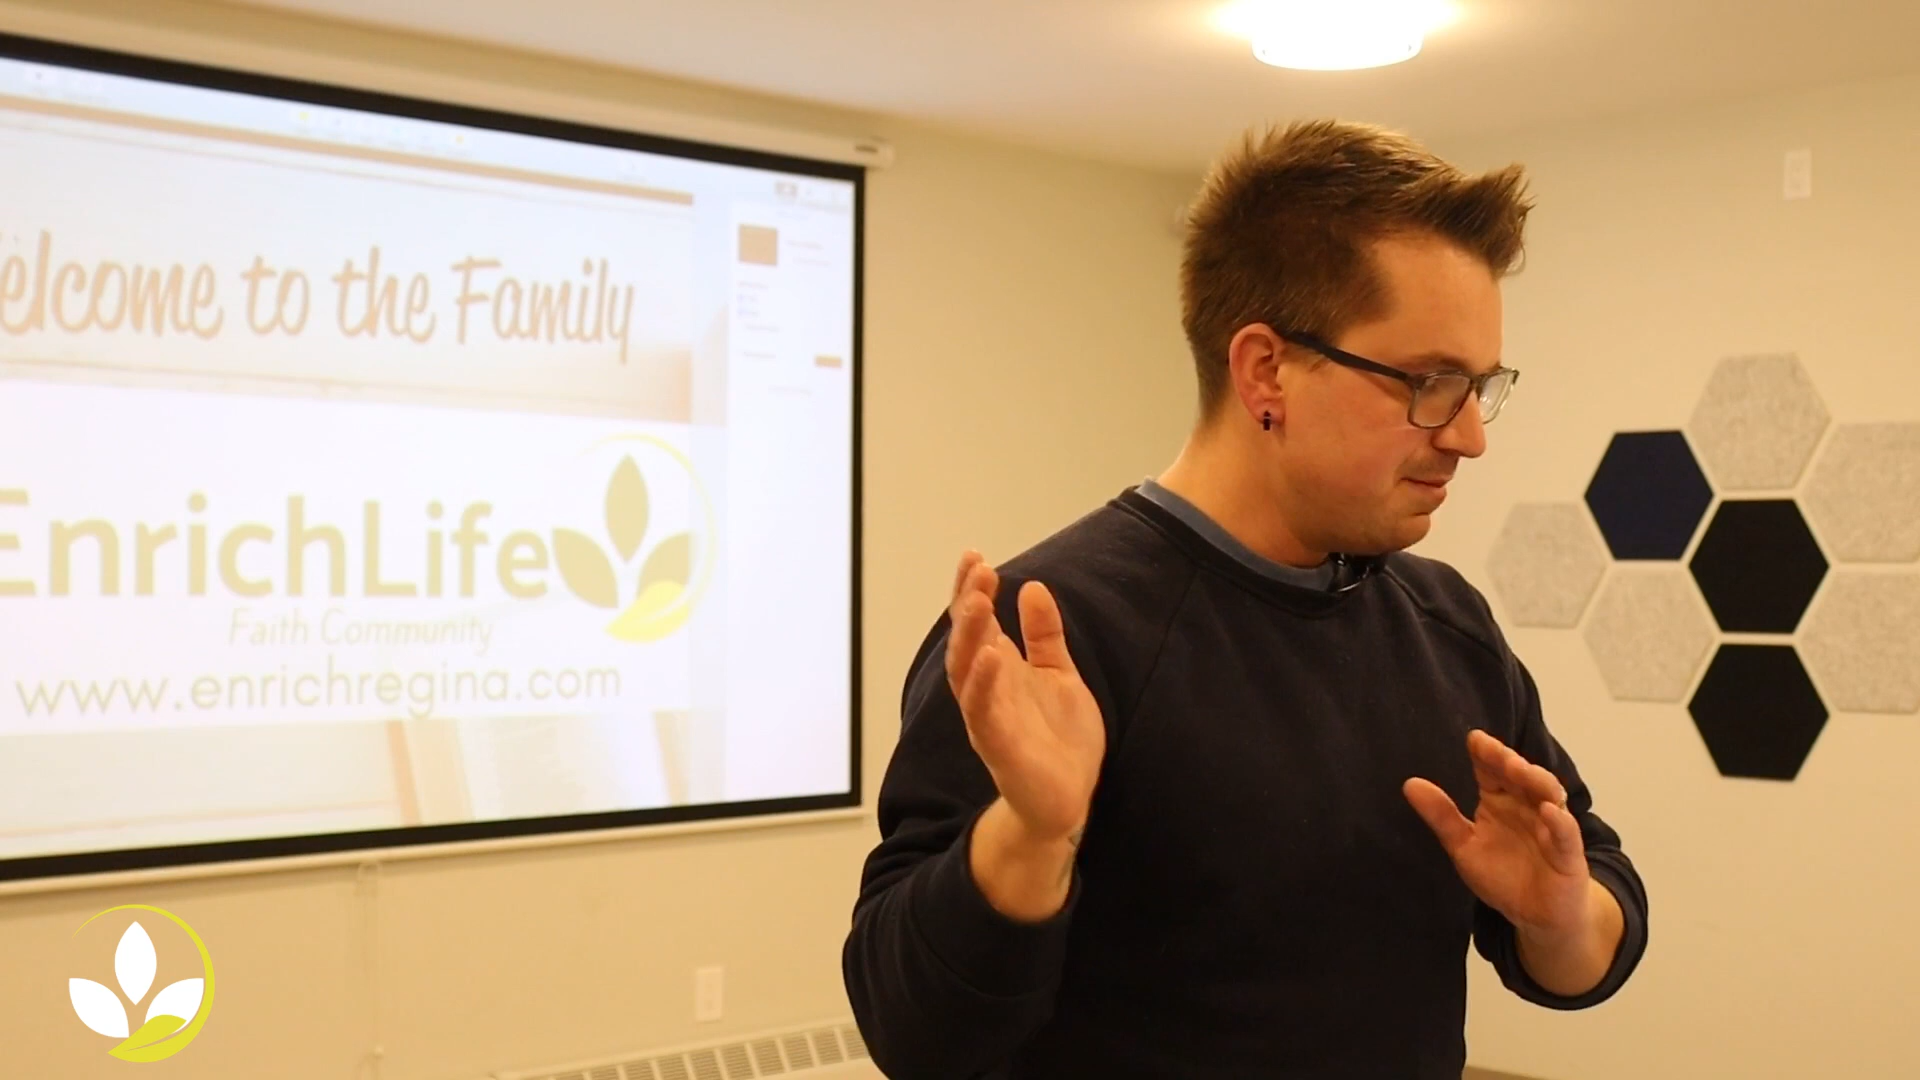 elcome to the Family
EnrichLife
Faith Community
www.enrichregina.com